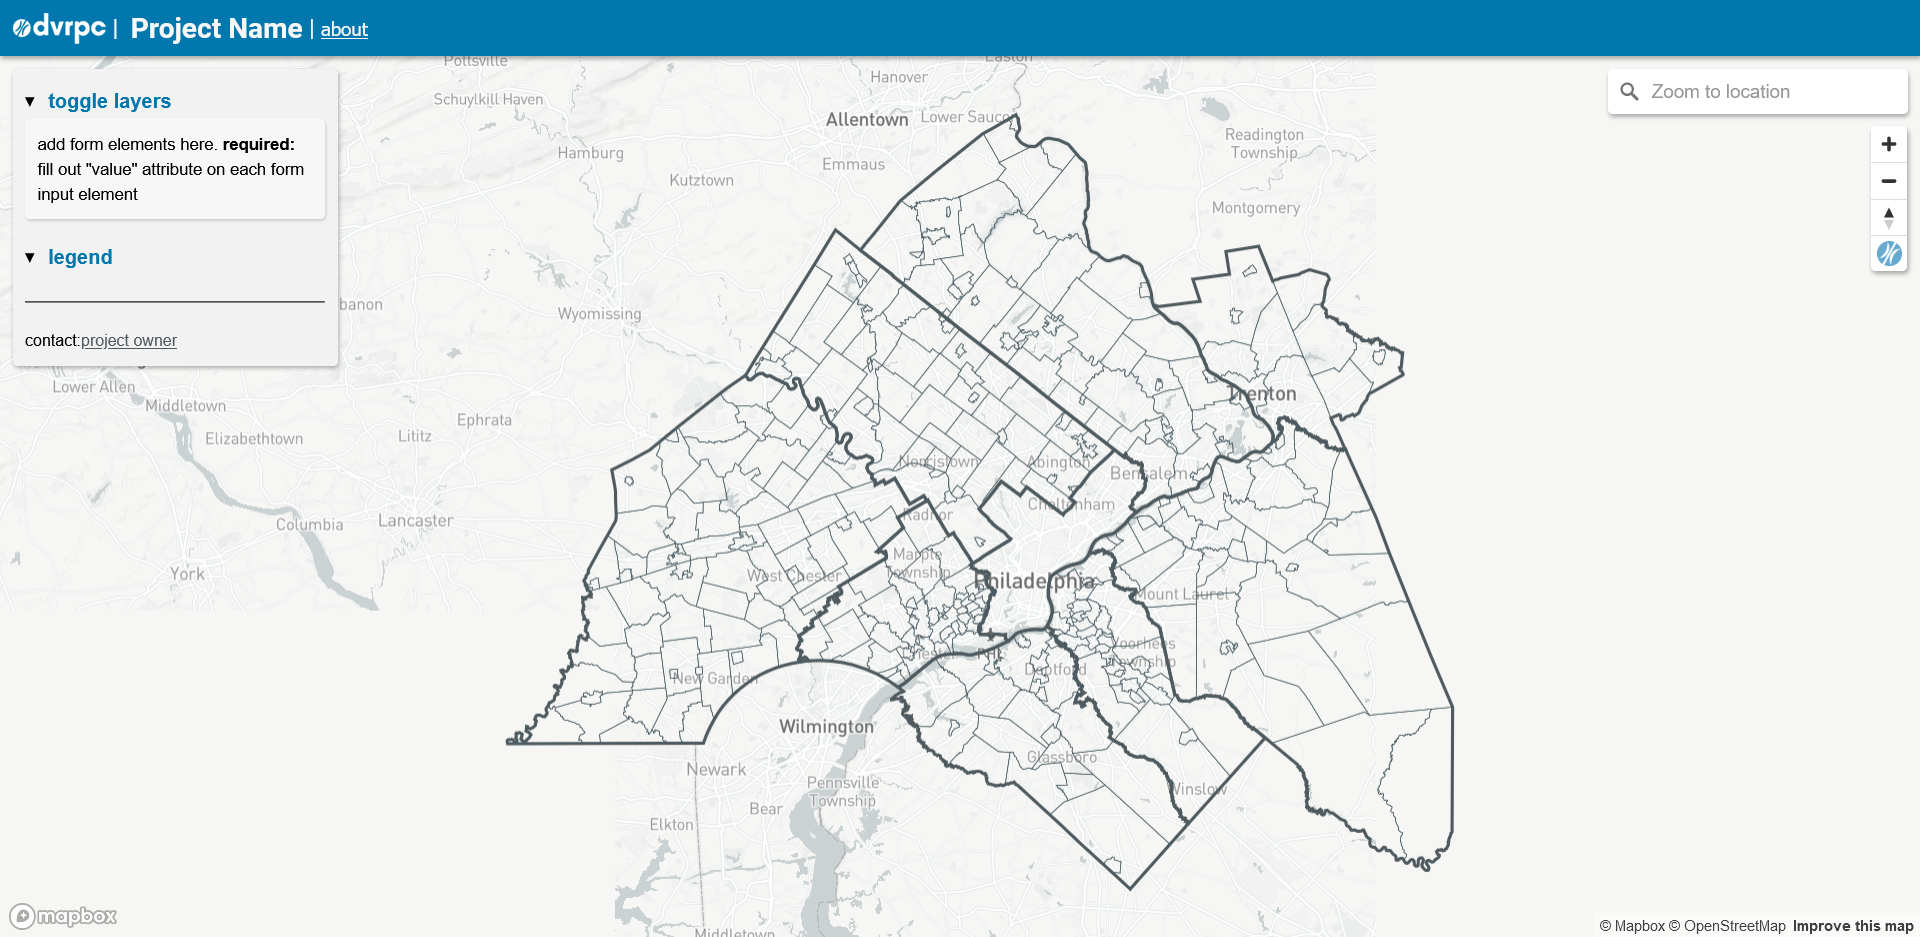 dvrpc | Project Name | about
toggle layers
add form elements here. required:
fill out "value" attribute on each form
input element
legend
contact:project owner
Zoom to location
Pottsville
Easton
Hanover
Schuylkill Haven
Allentown
Lower Sauco
Readington
Township
Hamburg
Emmaus
Kutztown
Montgomery
banon
Wyomissing
Lower Allen
Middletown
Trenton
Ephrata
Elizabethtown
Lititz
Norristown
Abington
Bensalem
Cheltenham
Radnor
Columbia
Lancaster
Maple
Township
York
West Chester
Philadelphia
Mount Laurel
Voorhees
Township
Chester
PHL
Deptford
New Garden
Wilmington
Glassboro
Newark
Pennsville
Township
Winslow
Bear
Elkton
Middletown
mapbox
© Mapbox © OpenStreetMap Improve this map